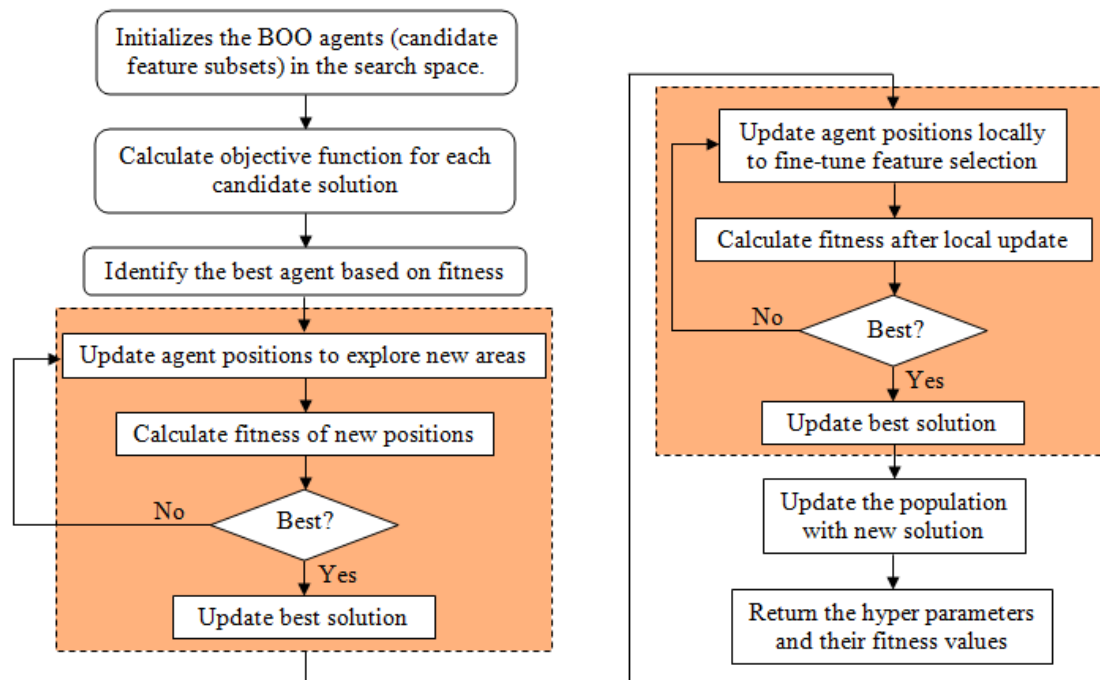 Initializes the BOO agents (candidate
feature subsets) in the search space.
Calculate objective function for each
candidate solution
Identify the best agent based on fitness
Update agent positions to explore new areas
Calculate fitness of new positions
Best?
No
Yes
Update best solution
Update agent positions locally
to fine-tune feature selection
Calculate fitness after local update
Best?
No
Yes
Update best solution
Update the population
with new solution
Return the hyper parameters
and their fitness values